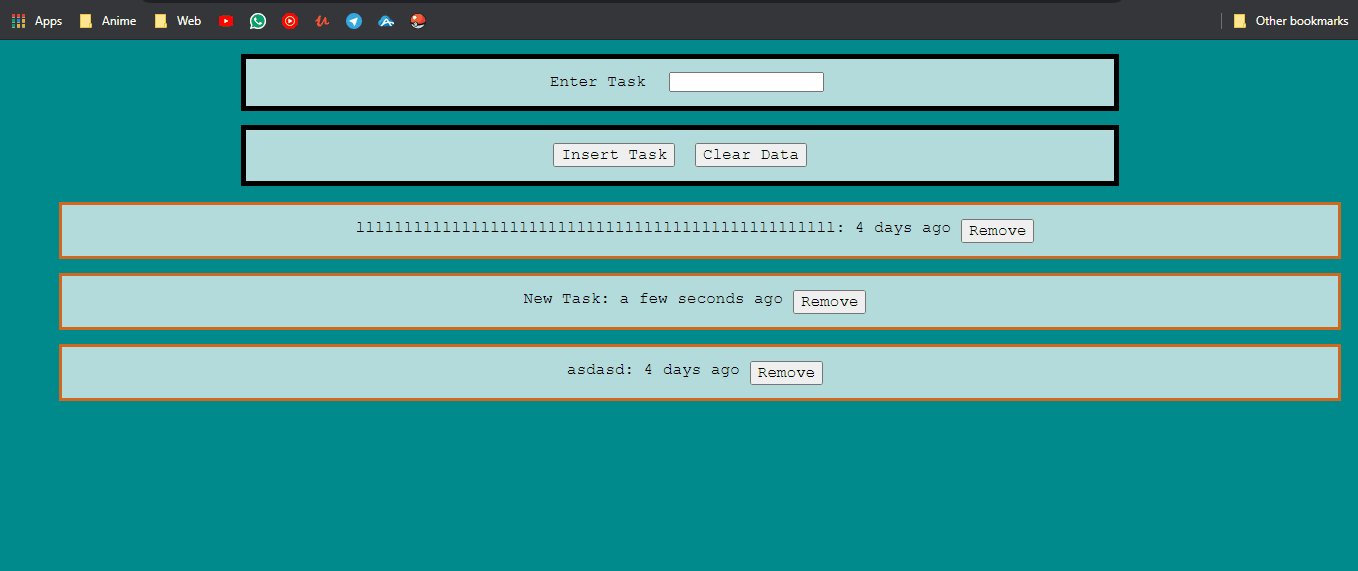 Apps Anime Web Other bookmarks
Enter Task
Insert Task Clear Data
llllllllllllllllllllllllllllllllllllllllllllllllll: 4 days ago Remove
New Task: a few seconds ago Remove
asdasd: 4 days ago Remove